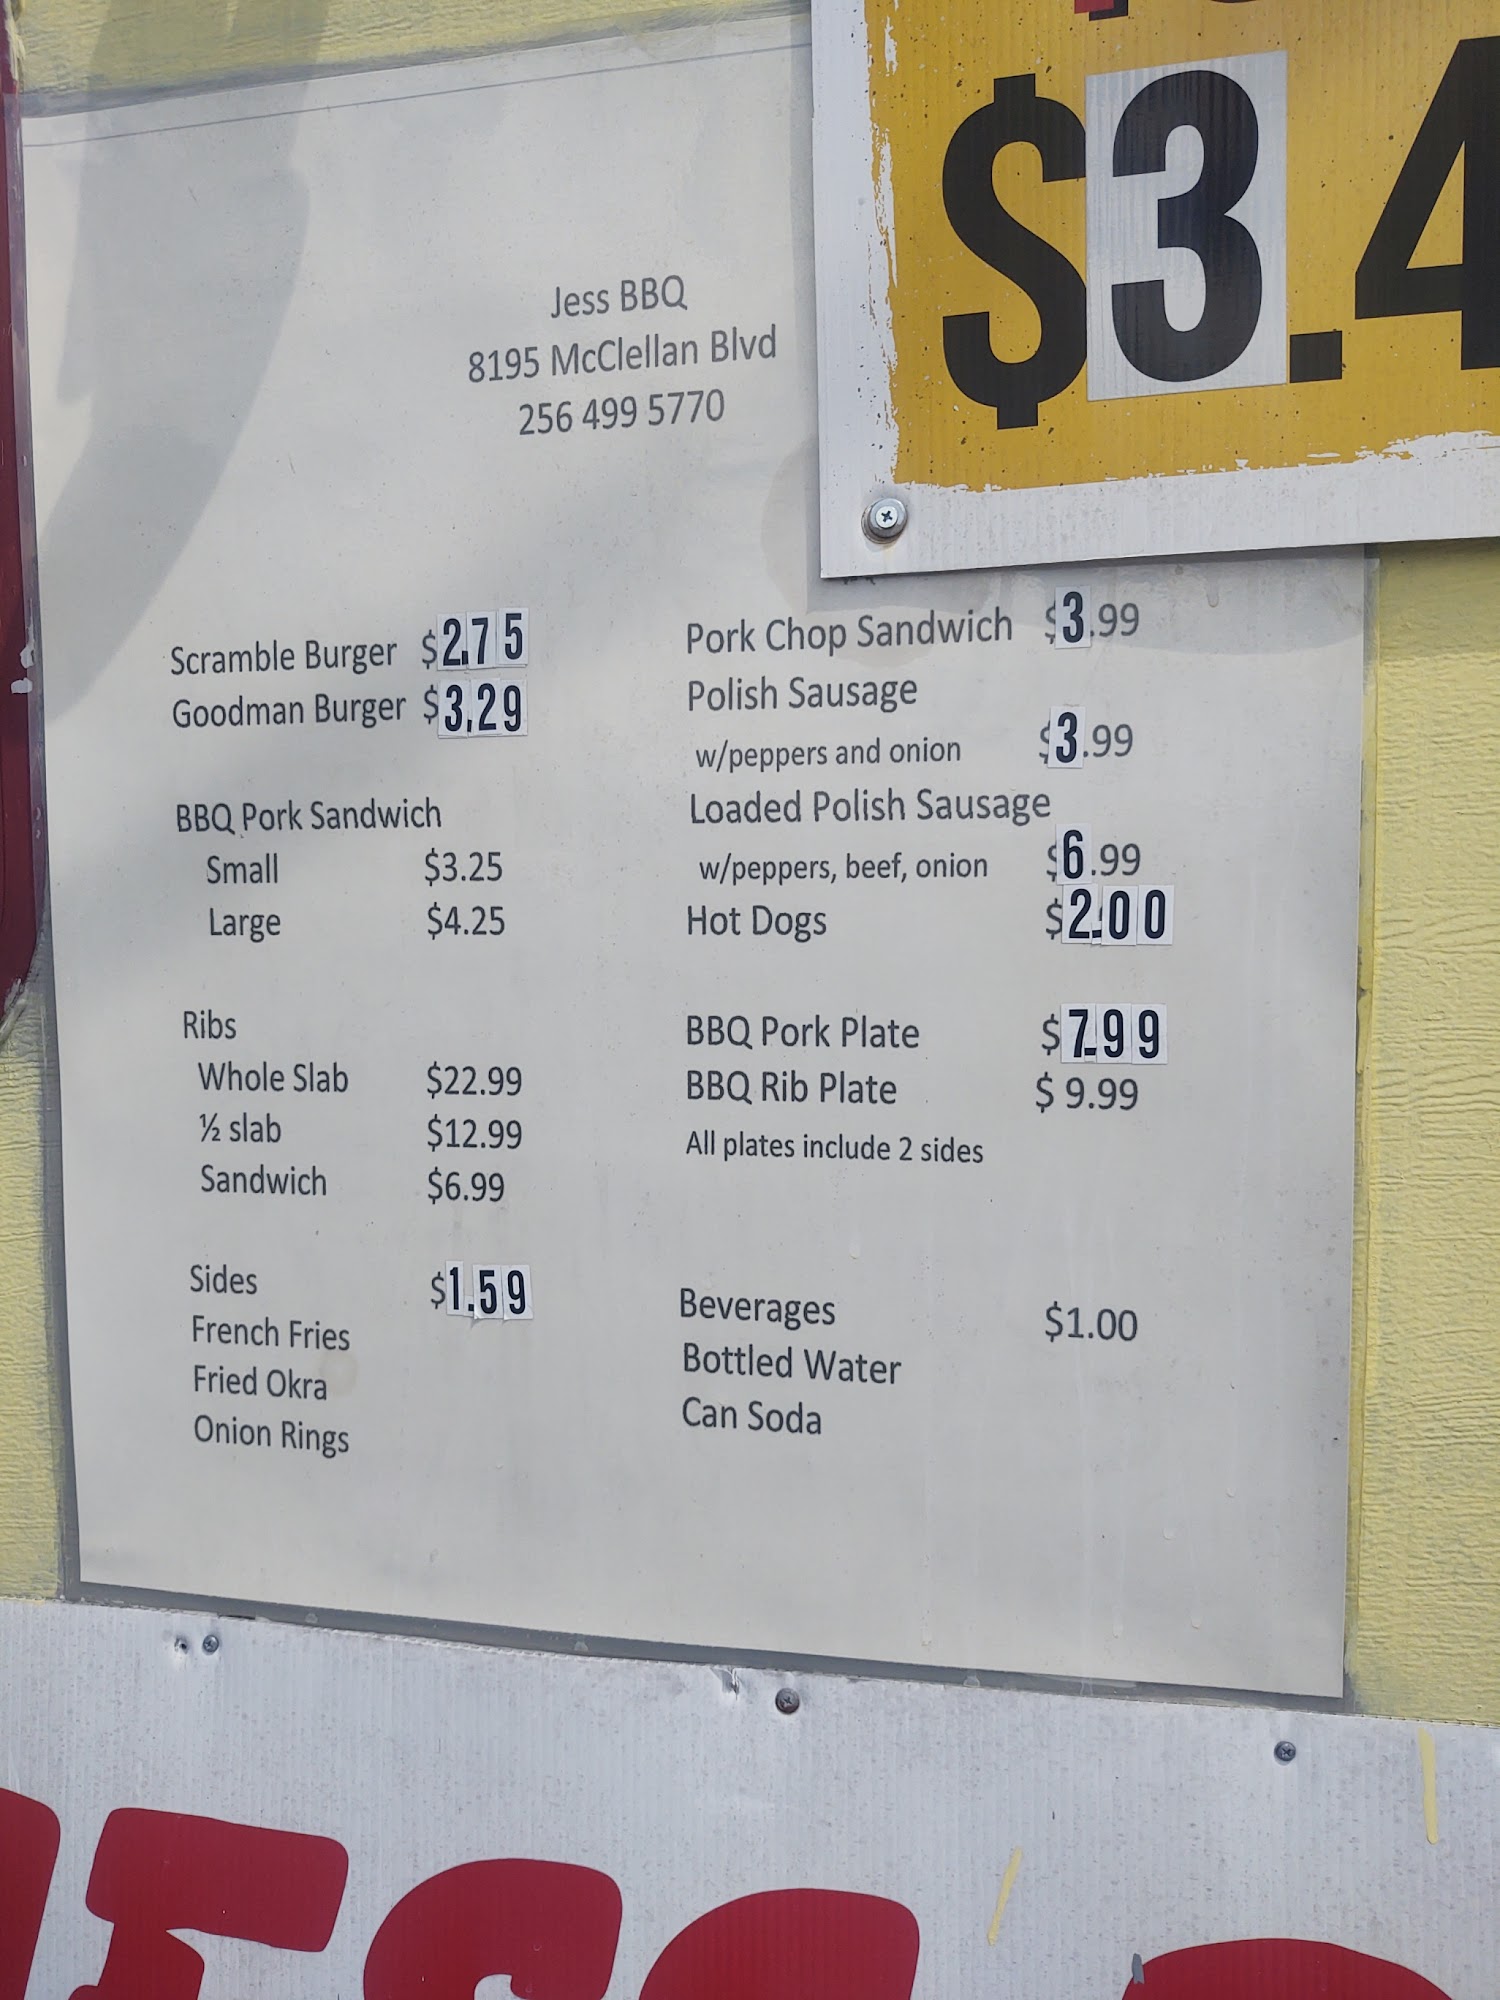 $3.4
Jess BBQ
8195 McClellan Blvd
256 499 5770
Scramble Burger $2.75
Goodman Burger $3.29
BBQ Pork Sandwich
Small $3.25
Large $4.25
Ribs
Whole Slab $22.99
½ slab $12.99
Sandwich $6.99
Sides $1.59
French Fries
Fried Okra
Onion Rings
Pork Chop Sandwich $3.99
Polish Sausage
w/peppers and onion $3.99
Loaded Polish Sausage
w/peppers, beef, onion $6.99
Hot Dogs $2.00
BBQ Pork Plate $7.99
BBQ Rib Plate $ 9.99
All plates include 2 sides
Beverages $1.00
Bottled Water
Can Soda